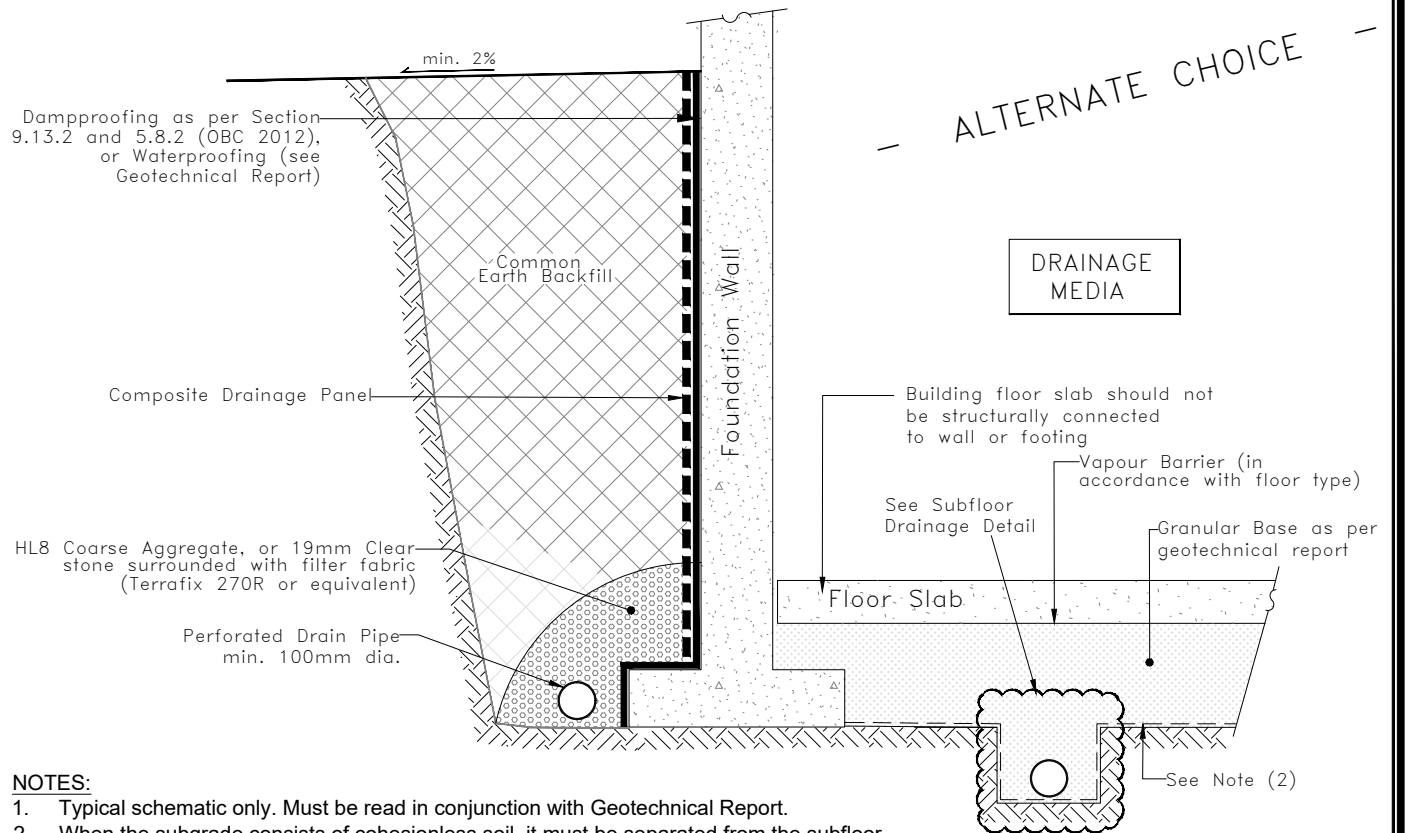 min. 2%
- ALTERNATE CHOICE -
Dampproofing as per Section
9.13.2 and 5.8.2 (OBC 2012),
or Waterproofing (see
Geotechnical Report)
Common
Earth Backfill
Foundation Wall
DRAINAGE
MEDIA
Composite Drainage Panel
Building floor slab should not
be structurally connected
to wall or footing
Vapour Barrier (in
accordance with floor type)
See Subfloor
Drainage Detail
Granular Base as per
geotechnical report
HL8 Coarse Aggregate, or 19mm Clear
stone surrounded with filter fabric
(Terrafix 270R or equivalent)
Floor Slab
Perforated Drain Pipe
min. 100mm dia.
See Note (2)
NOTES:
1. Typical schematic only. Must be read in conjunction with Geotechnical Report.
2. When the subgrade consists of cohesionless soil, it must be separated from the subfloor